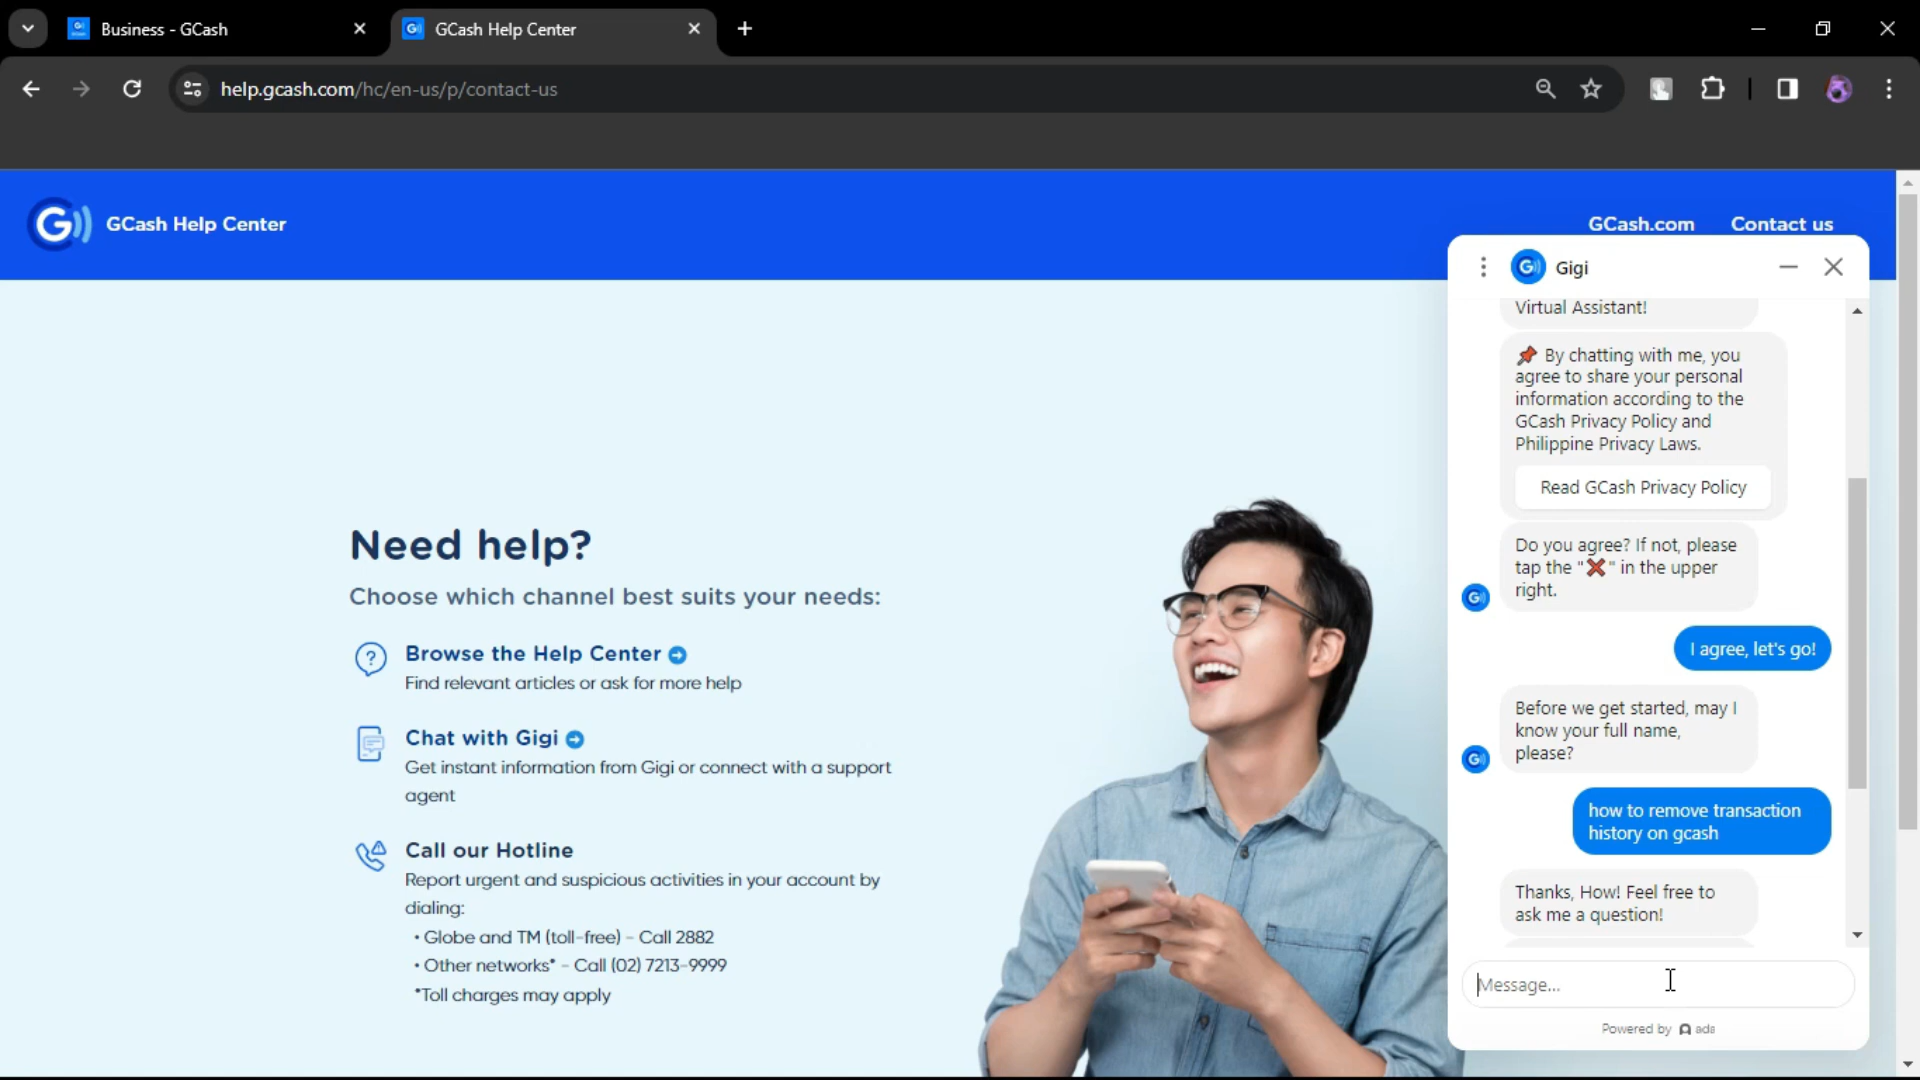 Business - GCash
GCash Help Center
help.gcash.com/hc/en-us/p/contact-us
GCash Help Center
GCash.com
Contact us
Need help?
Choose which channel best suits your needs:
Browse the Help Center
Find relevant articles or ask for more help
Chat with Gigi
Get instant information from Gigi or connect with a support
agent
Call our Hotline
Report urgent and suspicious activities in your account by
dialing:
• Globe and TM (toll-free) - Call 2882
• Other networks* - Call (02) 7213-9999
*Toll charges may apply
Gigi
Virtual Assistant!
📌 By chatting with me, you
agree to share your personal
information according to the
GCash Privacy Policy and
Philippine Privacy Laws.
Read GCash Privacy Policy
Do you agree? If not, please
tap the "❌" in the upper
right.
I agree, let's go!
Before we get started, may I
know your full name,
please?
how to remove transaction
history on gcash
Thanks, How! Feel free to
ask me a question!
Message...
Powered by ada